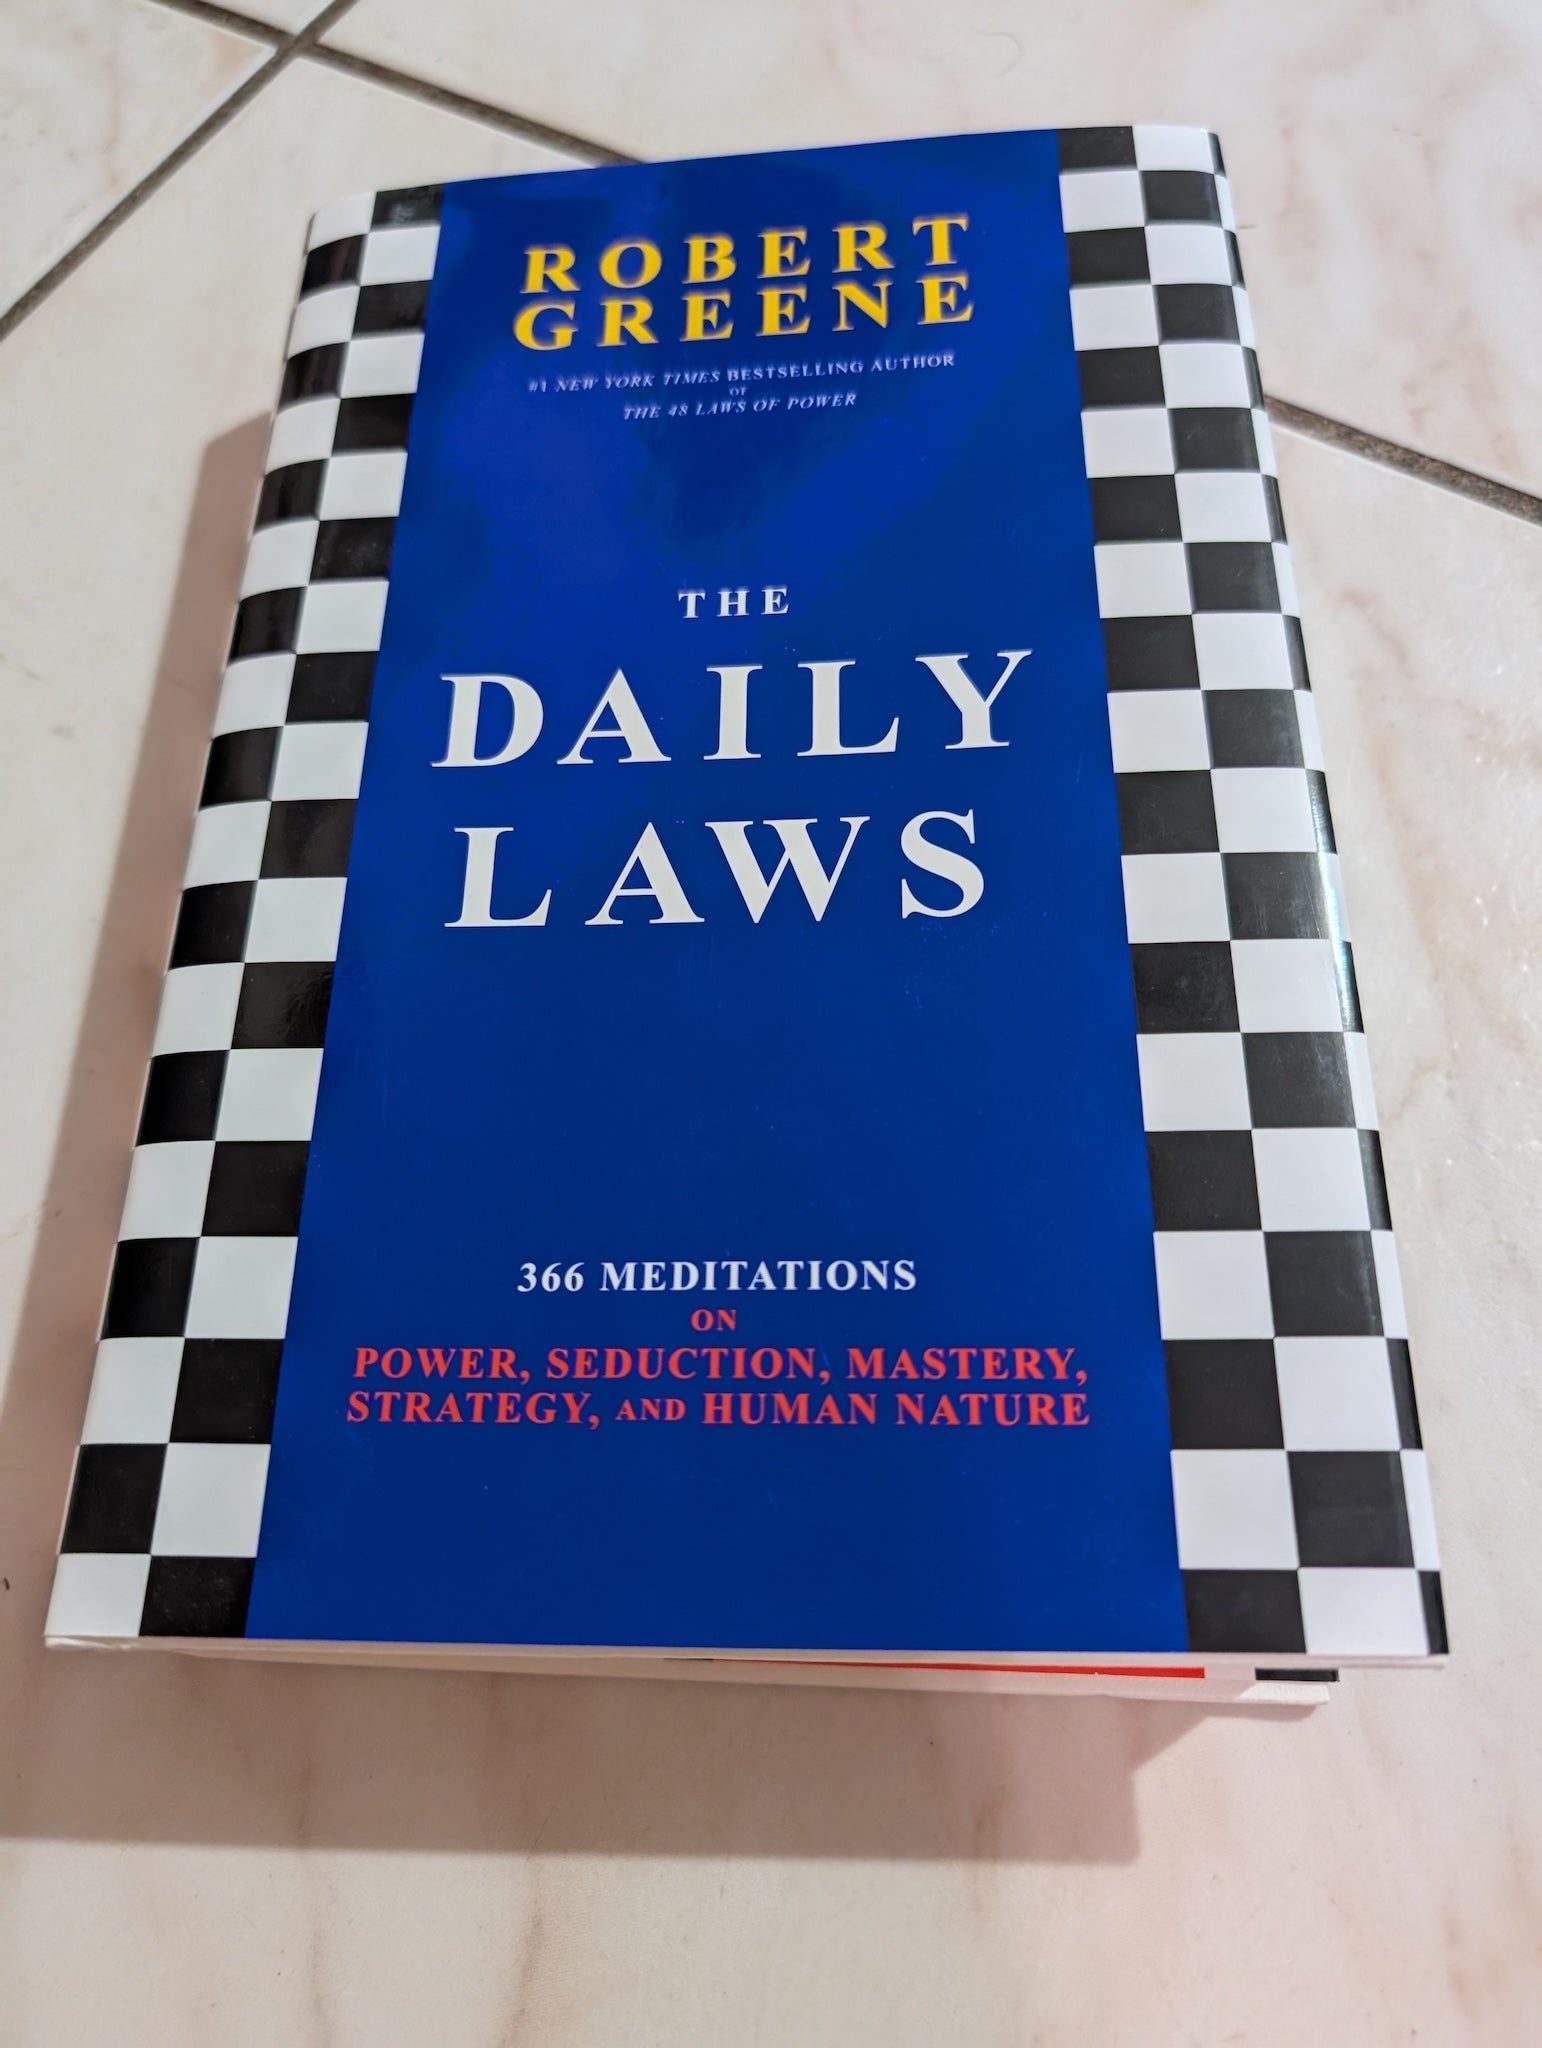 ROBERT
GREENE
#1 NEW YORK TIMES BESTSELLING AUTHOR
OF
THE 48 LAWS OF POWER
THE
DAILY
LAWS
366 MEDITATIONS
ON
POWER, SEDUCTION, MASTERY,
STRATEGY, AND HUMAN NATURE